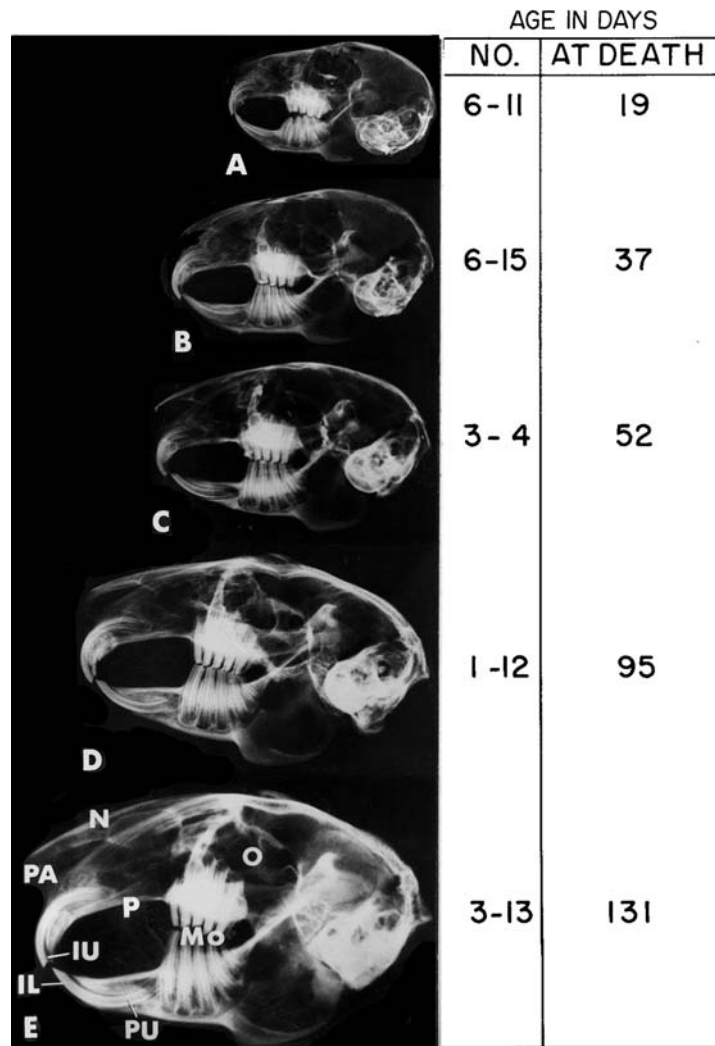 AGE IN DAYS
NO. AT DEATH
6-11 19
A
6-15 37
B
3-4 52
C
1-12 95
D
N
O
PA
P
3-13 131
Mo
IU
IL
E
PU